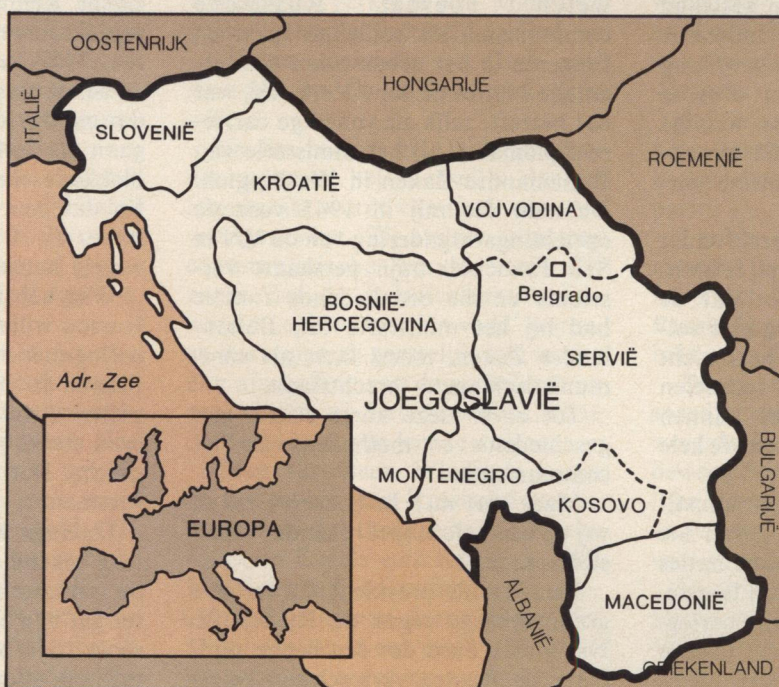 OOSTENRIJK
ITALIË
HONGARIJE
SLOVENIË
ROEMENIË
KROATIË
VOJVODINA
Belgrado
BOSNIË-
HERCEGOVINA
SERVIË
Adr. Zee
JOEGOSLAVIË
BULGARIJE
MONTENEGRO
KOSOVO
EUROPA
ALBANIË
MACEDONIË
GRIEKENLAND